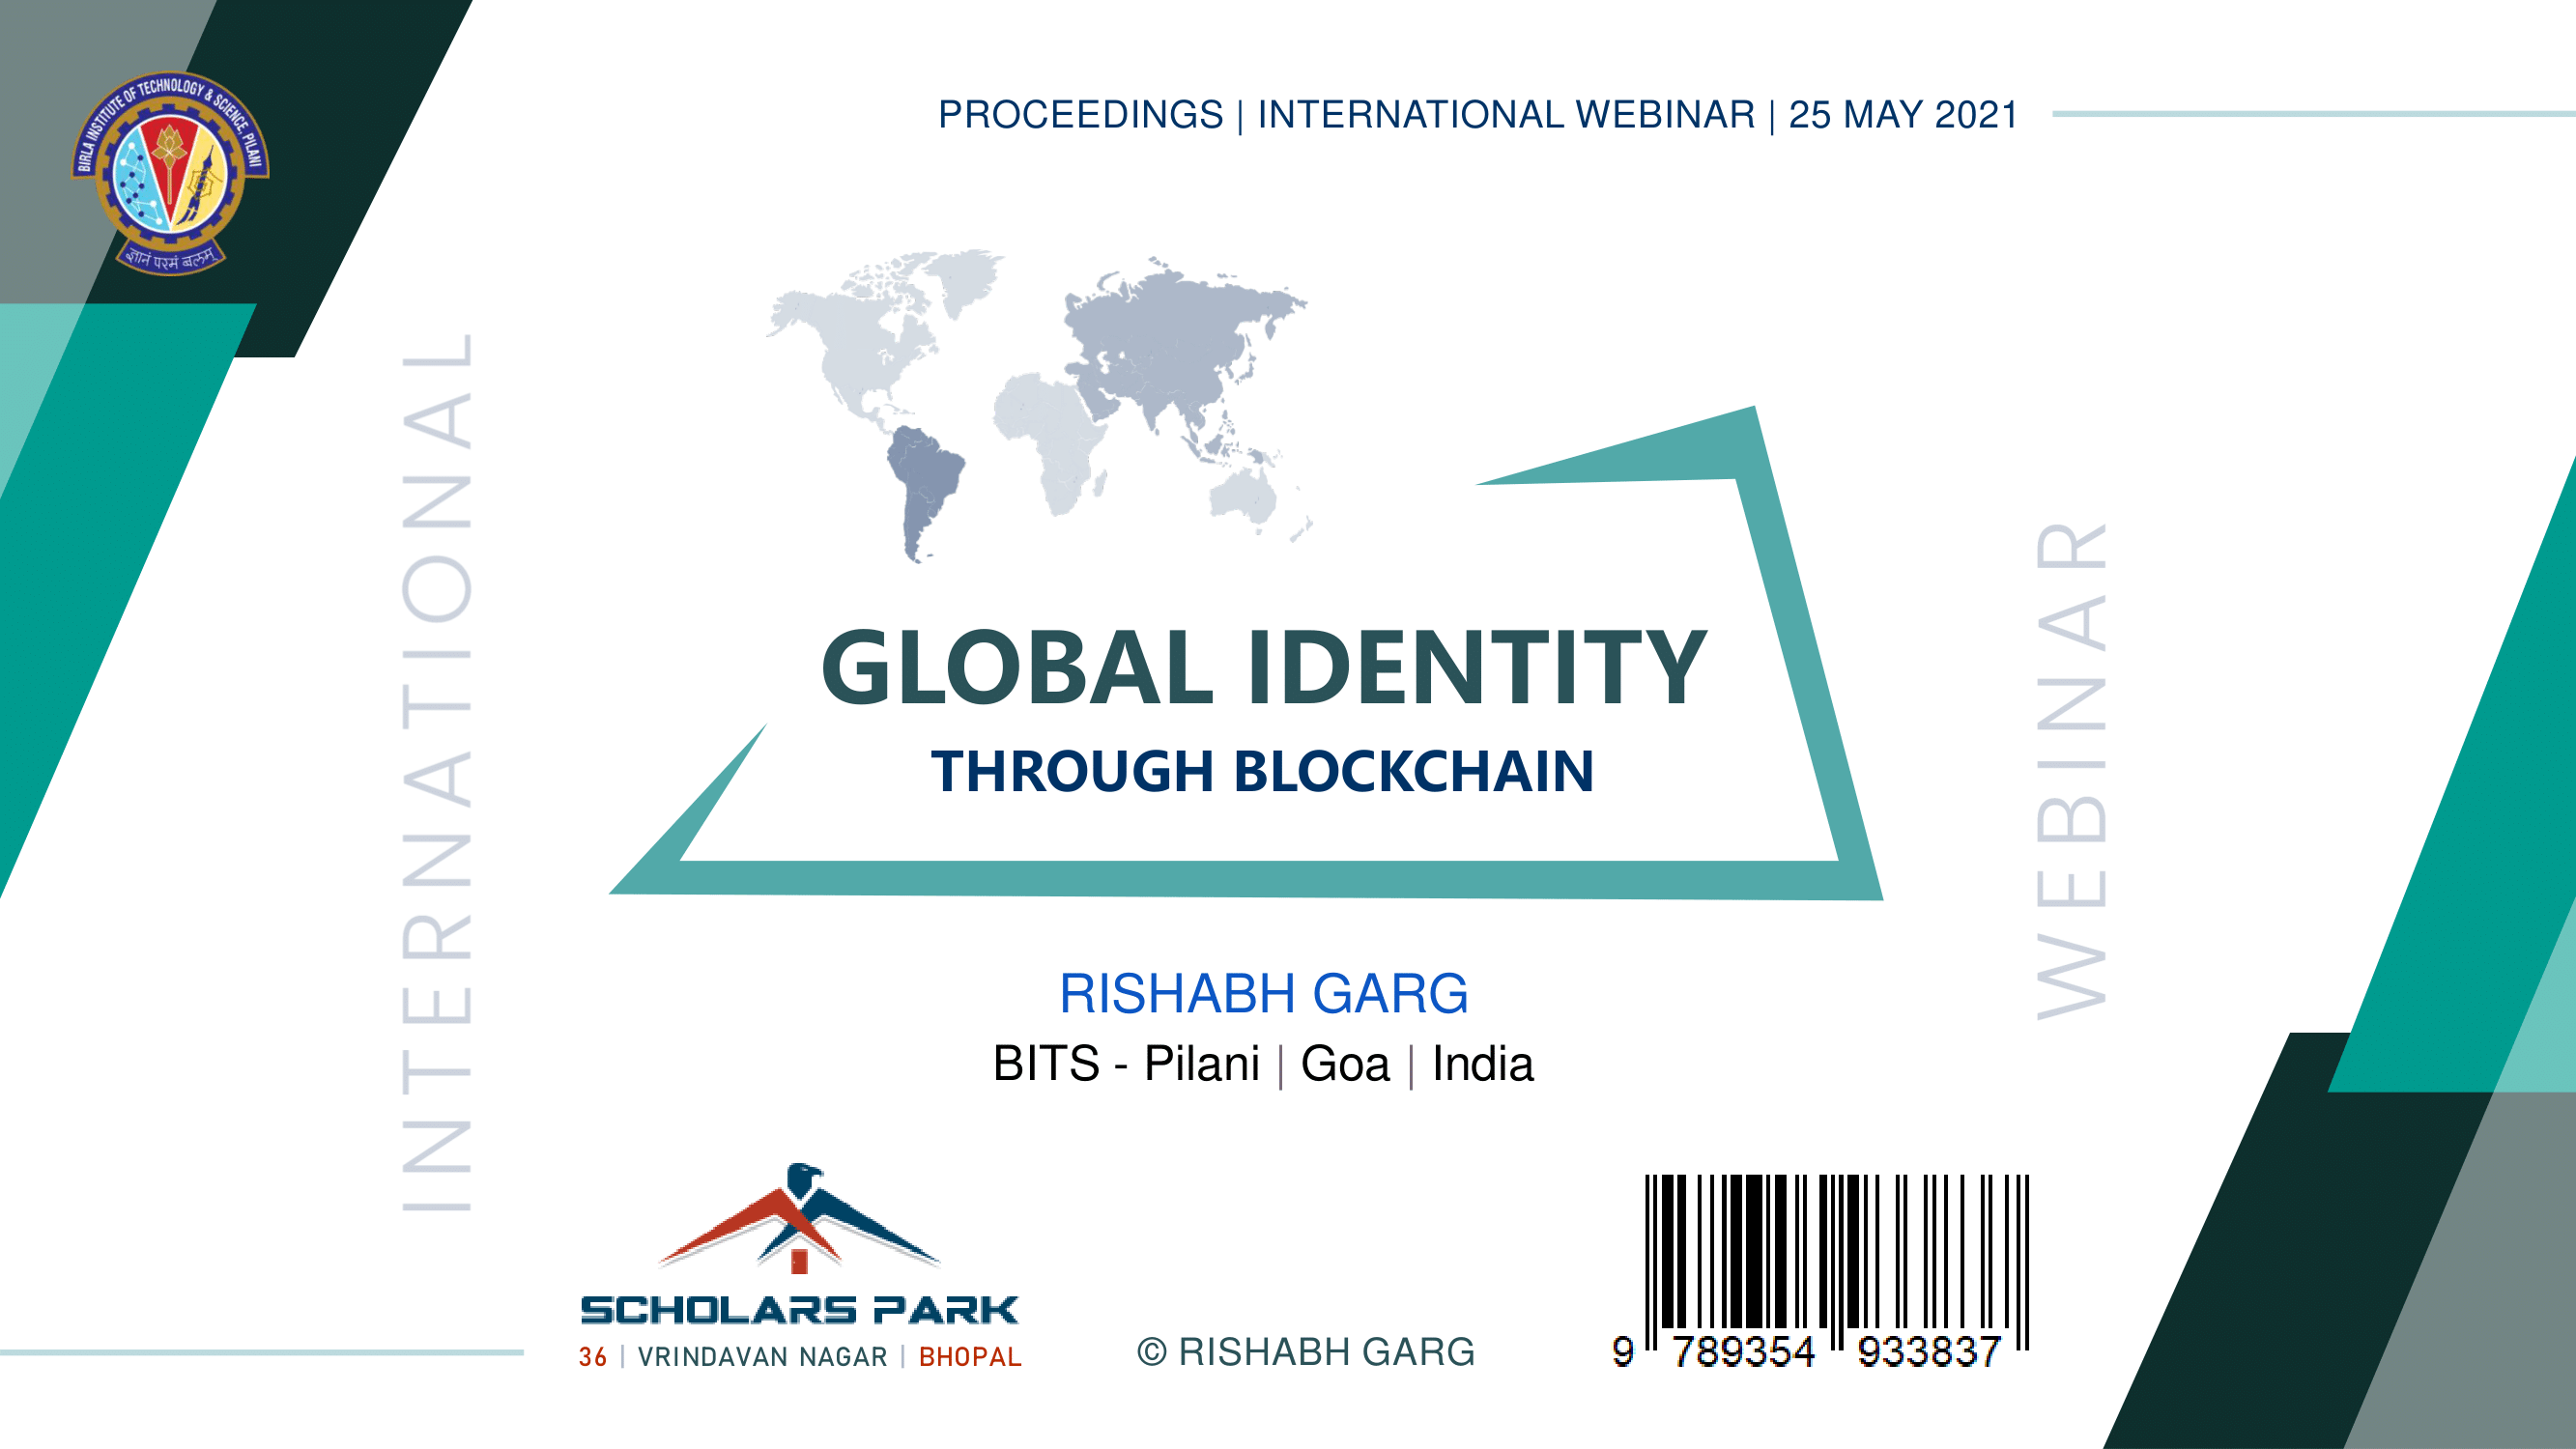 BIRLA INSTITUTE OF TECHNOLOGY & SCIENCE, PILANI
ज्ञानं परमं बलम्
PROCEEDINGS | INTERNATIONAL WEBINAR | 25 MAY 2021
INTERNATIONAL
GLOBAL IDENTITY
THROUGH BLOCKCHAIN
WEBINAR
RISHABH GARG
BITS - Pilani | Goa | India
SCHOLARS PARK
36 | VRINDAVAN NAGAR | BHOPAL
© RISHABH GARG
9 789354 933837